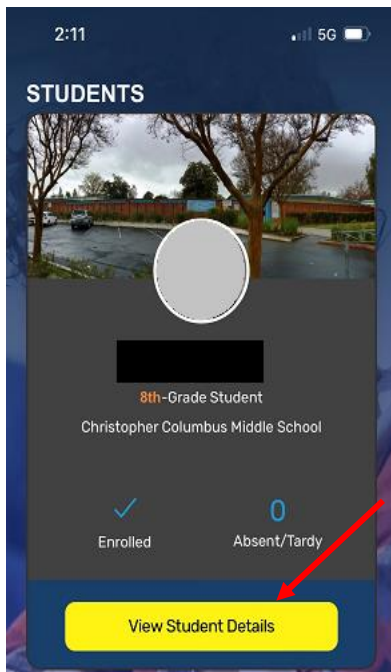 2:11
5G
STUDENTS
8th-Grade Student
Christopher Columbus Middle School
0
Enrolled
Absent/Tardy
View Student Details